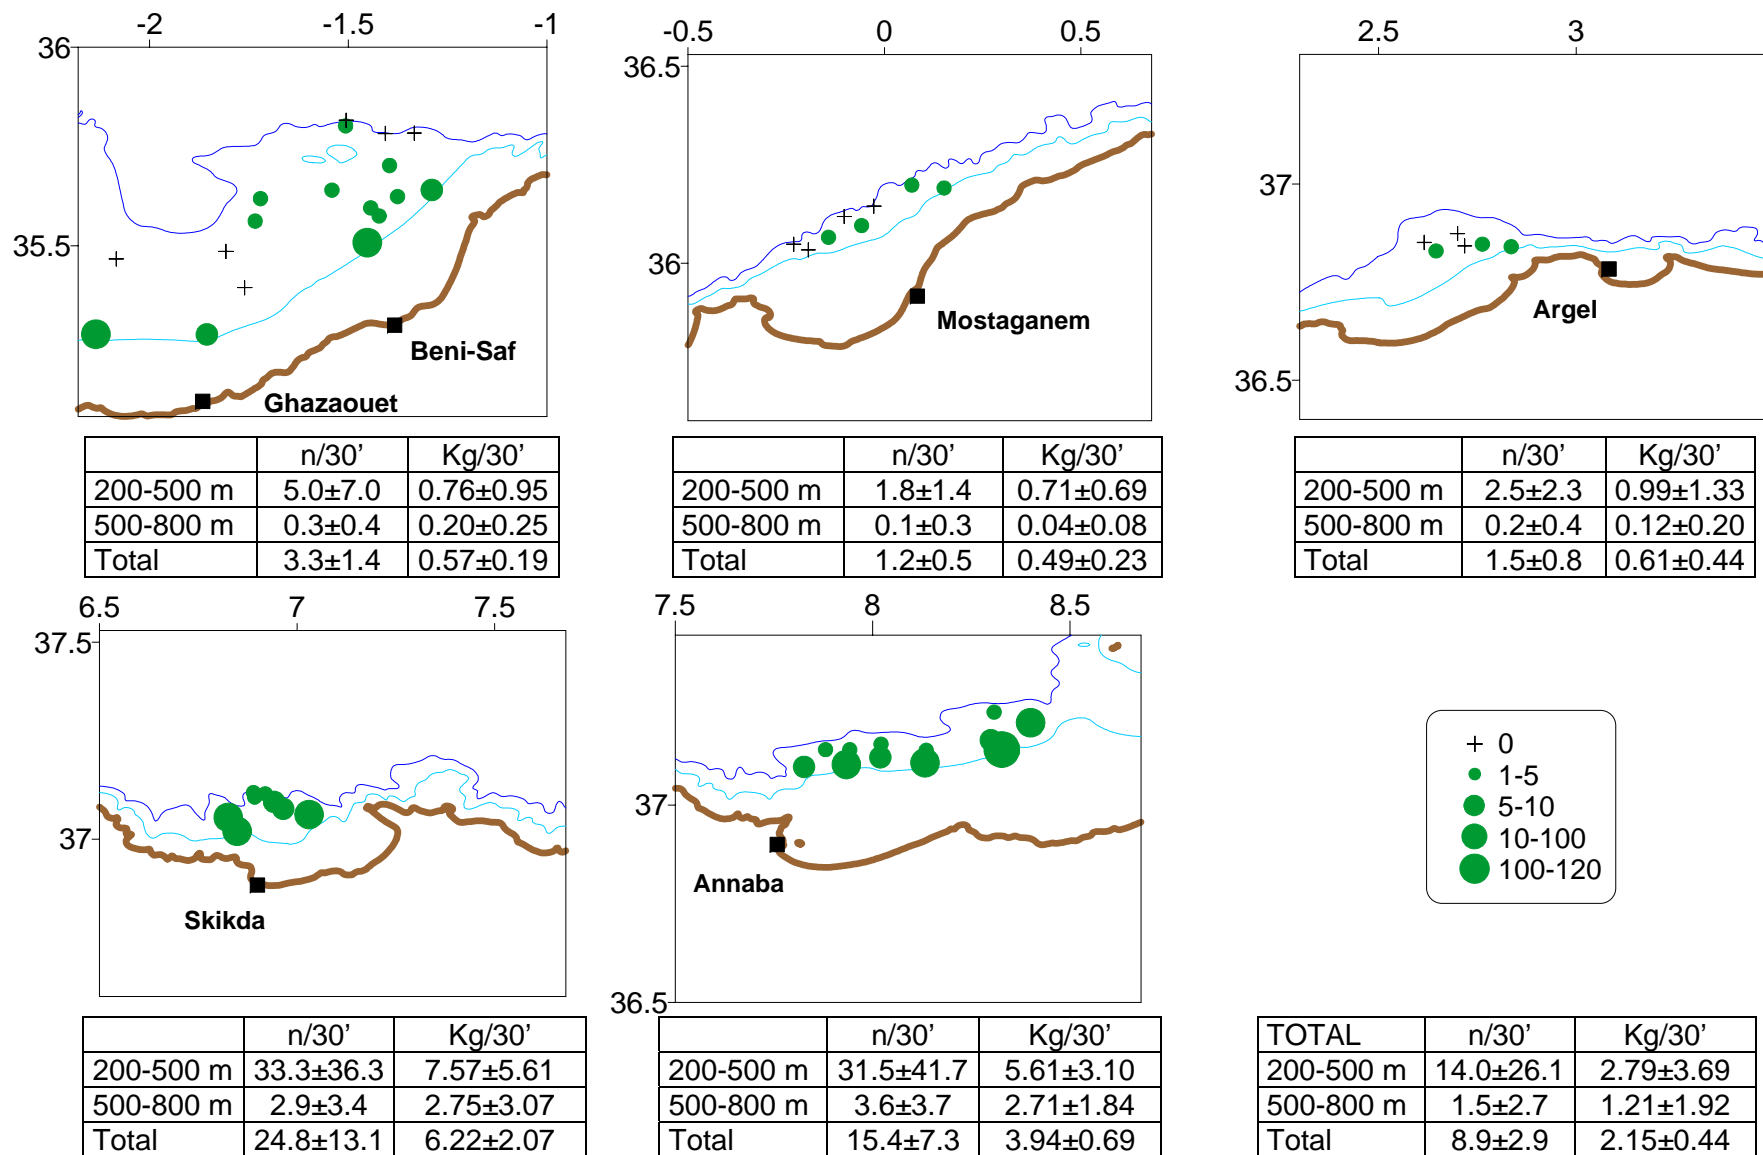 -2 -1.5 -1
36
35.5
Beni-Saf
Ghazaouet
n/30’ Kg/30’
200-500 m 5.0±7.0 0.76±0.95
500-800 m 0.3±0.4 0.20±0.25
Total 3.3±1.4 0.57±0.19
-0.5 0 0.5
36.5
36
Mostaganem
n/30’ Kg/30’
200-500 m 1.8±1.4 0.71±0.69
500-800 m 0.1±0.3 0.04±0.08
Total 1.2±0.5 0.49±0.23
2.5 3
37
36.5
Argel
n/30’ Kg/30’
200-500 m 2.5±2.3 0.99±1.33
500-800 m 0.2±0.4 0.12±0.20
Total 1.5±0.8 0.61±0.44
6.5 7 7.5
37.5
37
Skikda
n/30’ Kg/30’
200-500 m 33.3±36.3 7.57±5.61
500-800 m 2.9±3.4 2.75±3.07
Total 24.8±13.1 6.22±2.07
7.5 8 8.5
37
36.5
Annaba
n/30’ Kg/30’
200-500 m 31.5±41.7 5.61±3.10
500-800 m 3.6±3.7 2.71±1.84
Total 15.4±7.3 3.94±0.69
0
1-5
5-10
10-100
100-120
TOTAL n/30’ Kg/30’
200-500 m 14.0±26.1 2.79±3.69
500-800 m 1.5±2.7 1.21±1.92
Total 8.9±2.9 2.15±0.44